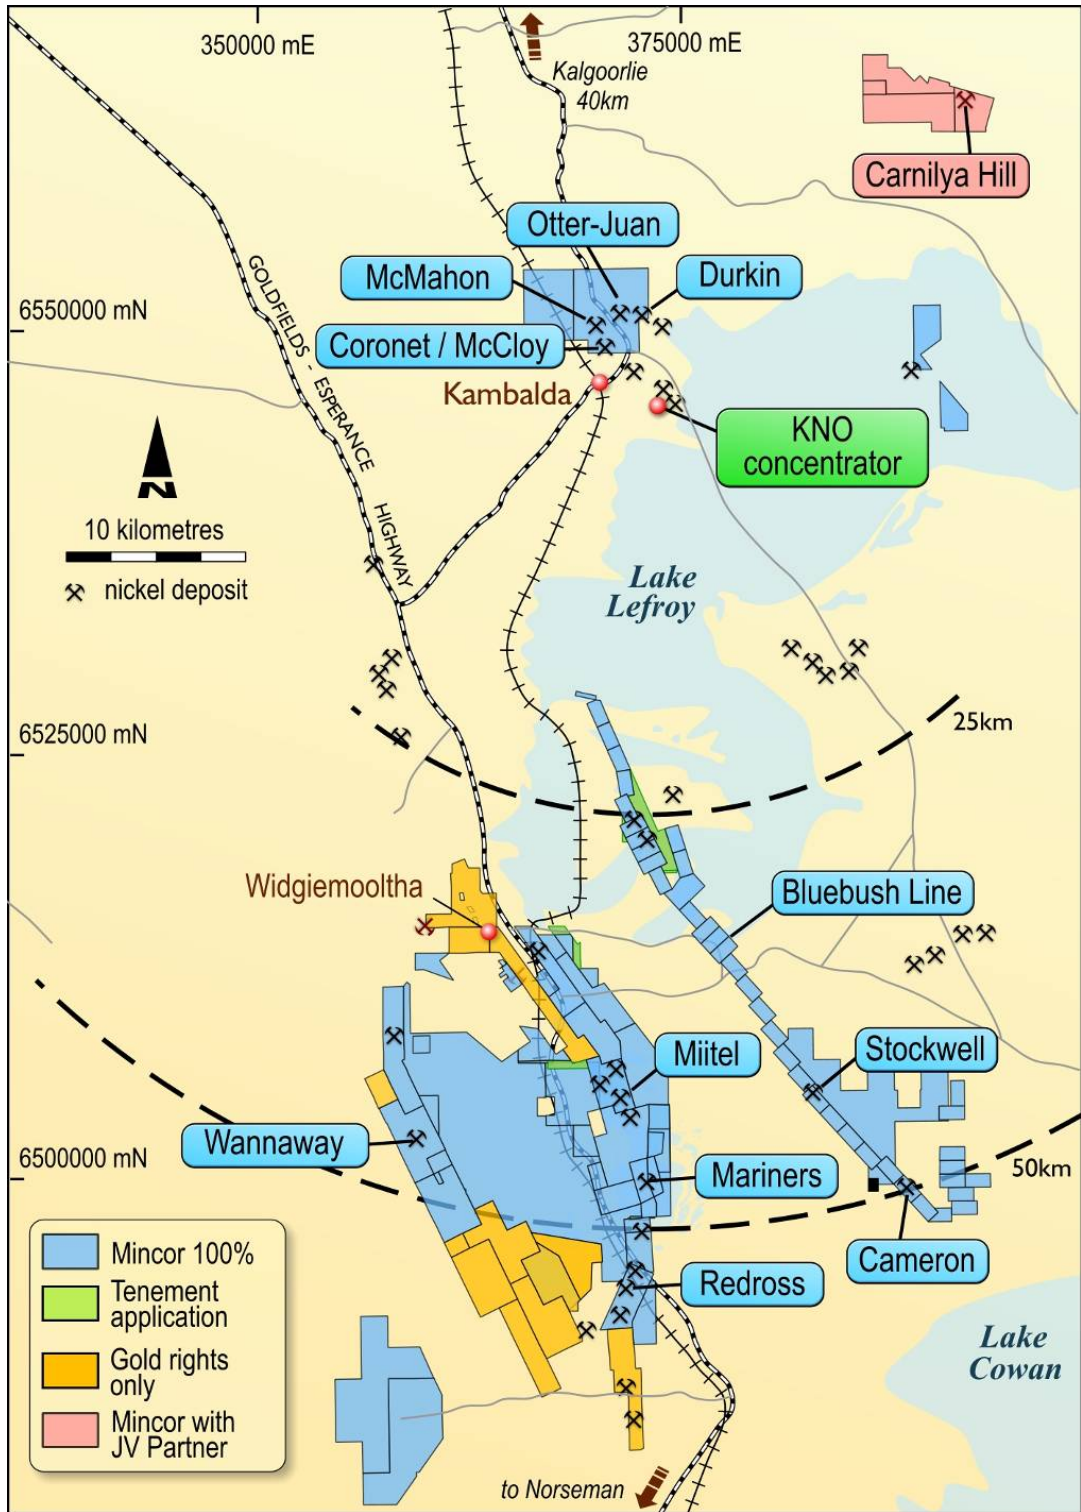 350000 mE
375000 mE
Kalgoorlie
40km
Carnilya Hill
Otter-Juan
McMahon
Durkin
6550000 mN
Coronet / McCloy
Kambalda
KNO
concentrator
GOLDFIELDS - ESPERANCE HIGHWAY
N
10 kilometres
nickel deposit
Lake
Lefroy
25km
6525000 mN
Widgiemooltha
Bluebush Line
Miitel
Stockwell
Wannaway
6500000 mN
50km
Mariners
Cameron
Redross
Mincor 100%
Tenement
application
Gold rights
only
Mincor with
JV Partner
Lake
Cowan
to Norseman